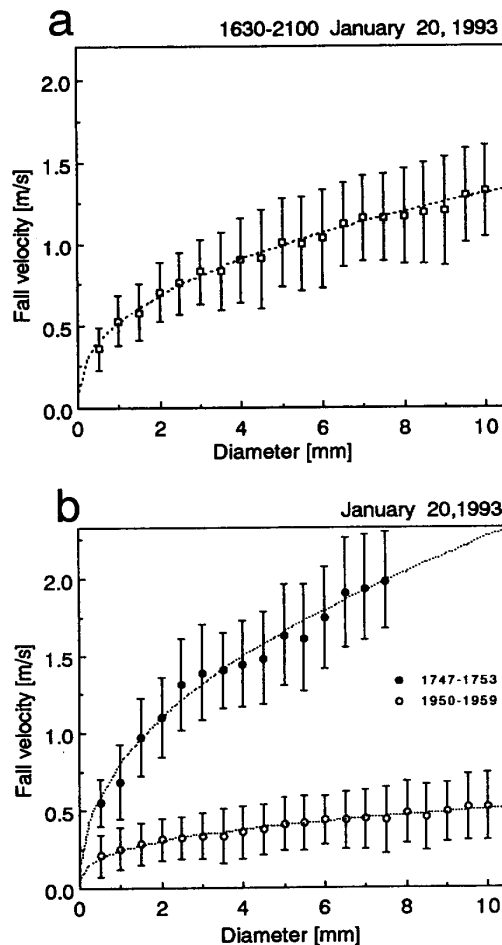 a
1630-2100 January 20, 1993
Fall velocity [m/s]
2.0
1.5
1.0
0.5
0.0
0 2 4 6 8 10
Diameter [mm]
b
January 20,1993
Fall velocity [m/s]
2.0
1.5
1.0
0.5
0.0
1747-1753
1950-1959
0 2 4 6 8 10
Diameter [mm]